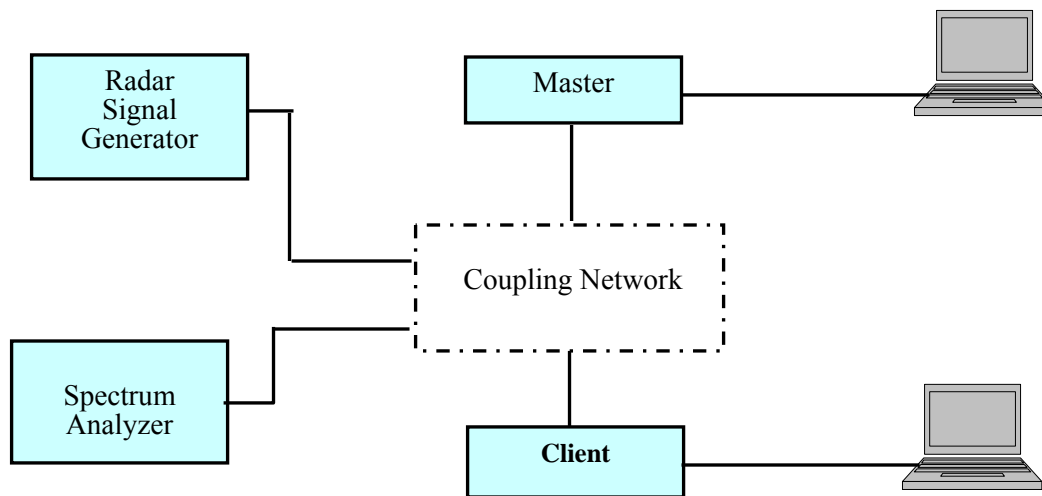 Radar
Signal
Generator
Master
Coupling Network
Spectrum
Analyzer
Client